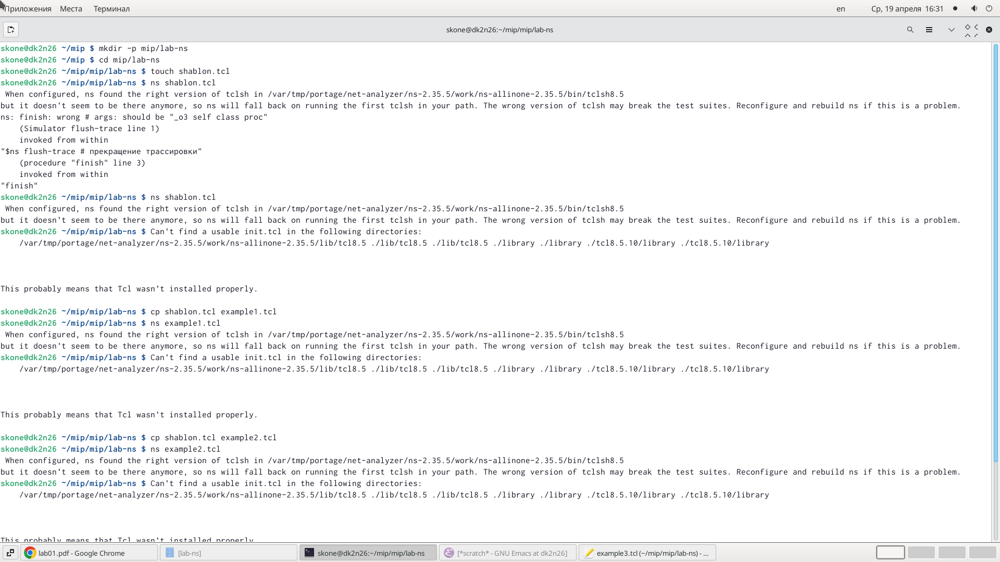 Приложения Места Терминал en Ср, 19 апреля 16:31
skone@dk2n26:~/mip/mip/lab-ns
skone@dk2n26 ~/mip $ mkdir -p mip/lab-ns
skone@dk2n26 ~/mip $ cd mip/lab-ns
skone@dk2n26 ~/mip/mip/lab-ns $ touch shablon.tcl
skone@dk2n26 ~/mip/mip/lab-ns $ ns shablon.tcl
 When configured, ns found the right version of tclsh in /var/tmp/portage/net-analyzer/ns-2.35.5/work/ns-allinone-2.35.5/bin/tclsh8.5
but it doesn't seem to be there anymore, so ns will fall back on running the first tclsh in your path. The wrong version of tclsh may break the test suites. Reconfigure and rebuild ns if this is a problem.
ns: finish: wrong # args: should be "_o3 self class proc"
    (Simulator flush-trace line 1)
    invoked from within
"$ns flush-trace # прекращение трассировки"
    (procedure "finish" line 3)
    invoked from within
"finish"
skone@dk2n26 ~/mip/mip/lab-ns $ ns shablon.tcl
 When configured, ns found the right version of tclsh in /var/tmp/portage/net-analyzer/ns-2.35.5/work/ns-allinone-2.35.5/bin/tclsh8.5
but it doesn't seem to be there anymore, so ns will fall back on running the first tclsh in your path. The wrong version of tclsh may break the test suites. Reconfigure and rebuild ns if this is a problem.
skone@dk2n26 ~/mip/mip/lab-ns $ Can't find a usable init.tcl in the following directories:
    /var/tmp/portage/net-analyzer/ns-2.35.5/work/ns-allinone-2.35.5/lib/tcl8.5 ./lib/tcl8.5 ./lib/tcl8.5 ./library ./library ./tcl8.5.10/library ./tcl8.5.10/library
This probably means that Tcl wasn't installed properly.
skone@dk2n26 ~/mip/mip/lab-ns $ cp shablon.tcl example1.tcl
skone@dk2n26 ~/mip/mip/lab-ns $ ns example1.tcl
 When configured, ns found the right version of tclsh in /var/tmp/portage/net-analyzer/ns-2.35.5/work/ns-allinone-2.35.5/bin/tclsh8.5
but it doesn't seem to be there anymore, so ns will fall back on running the first tclsh in your path. The wrong version of tclsh may break the test suites. Reconfigure and rebuild ns if this is a problem.
skone@dk2n26 ~/mip/mip/lab-ns $ Can't find a usable init.tcl in the following directories:
    /var/tmp/portage/net-analyzer/ns-2.35.5/work/ns-allinone-2.35.5/lib/tcl8.5 ./lib/tcl8.5 ./lib/tcl8.5 ./library ./library ./tcl8.5.10/library ./tcl8.5.10/library
This probably means that Tcl wasn't installed properly.
skone@dk2n26 ~/mip/mip/lab-ns $ cp shablon.tcl example2.tcl
skone@dk2n26 ~/mip/mip/lab-ns $ ns example2.tcl
 When configured, ns found the right version of tclsh in /var/tmp/portage/net-analyzer/ns-2.35.5/work/ns-allinone-2.35.5/bin/tclsh8.5
but it doesn't seem to be there anymore, so ns will fall back on running the first tclsh in your path. The wrong version of tclsh may break the test suites. Reconfigure and rebuild ns if this is a problem.
skone@dk2n26 ~/mip/mip/lab-ns $ Can't find a usable init.tcl in the following directories:
    /var/tmp/portage/net-analyzer/ns-2.35.5/work/ns-allinone-2.35.5/lib/tcl8.5 ./lib/tcl8.5 ./lib/tcl8.5 ./library ./library ./tcl8.5.10/library ./tcl8.5.10/library
This probably means that Tcl wasn't installed properly.
lab01.pdf - Google Chrome [lab-ns] skone@dk2n26:~/mip/mip/lab-ns [*scratch* - GNU Emacs at dk2n26] example3.tcl (~/mip/mip/lab-ns) - ...